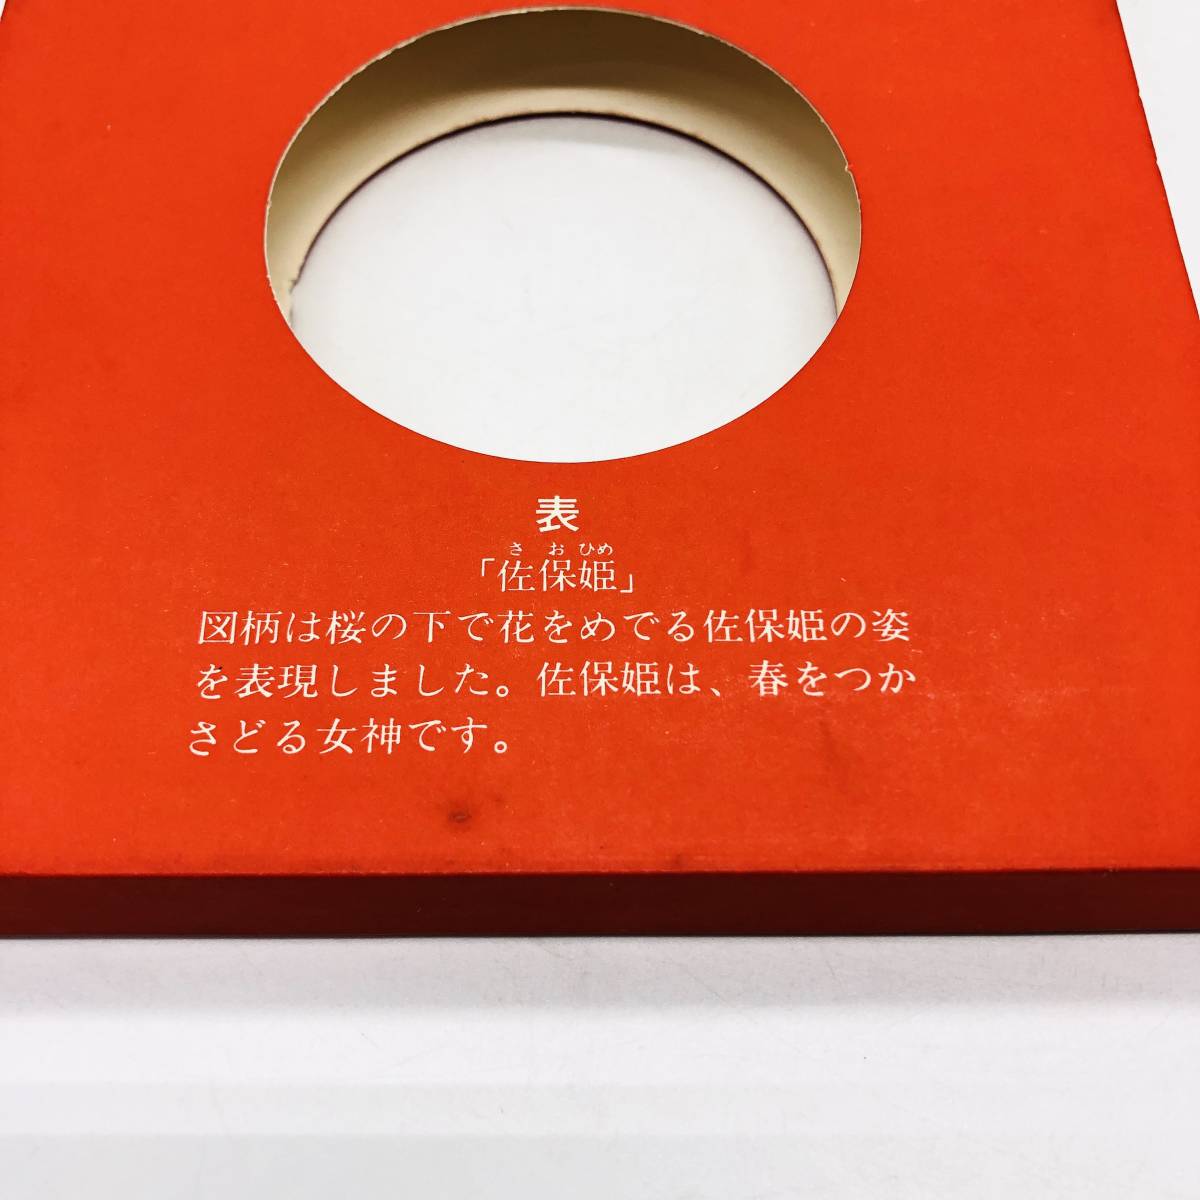 表
さおひめ
「佐保姫」
図柄は桜の下で花をめでる佐保姫の姿
を表現しました。佐保姫は、春をつか
さどる女神です。